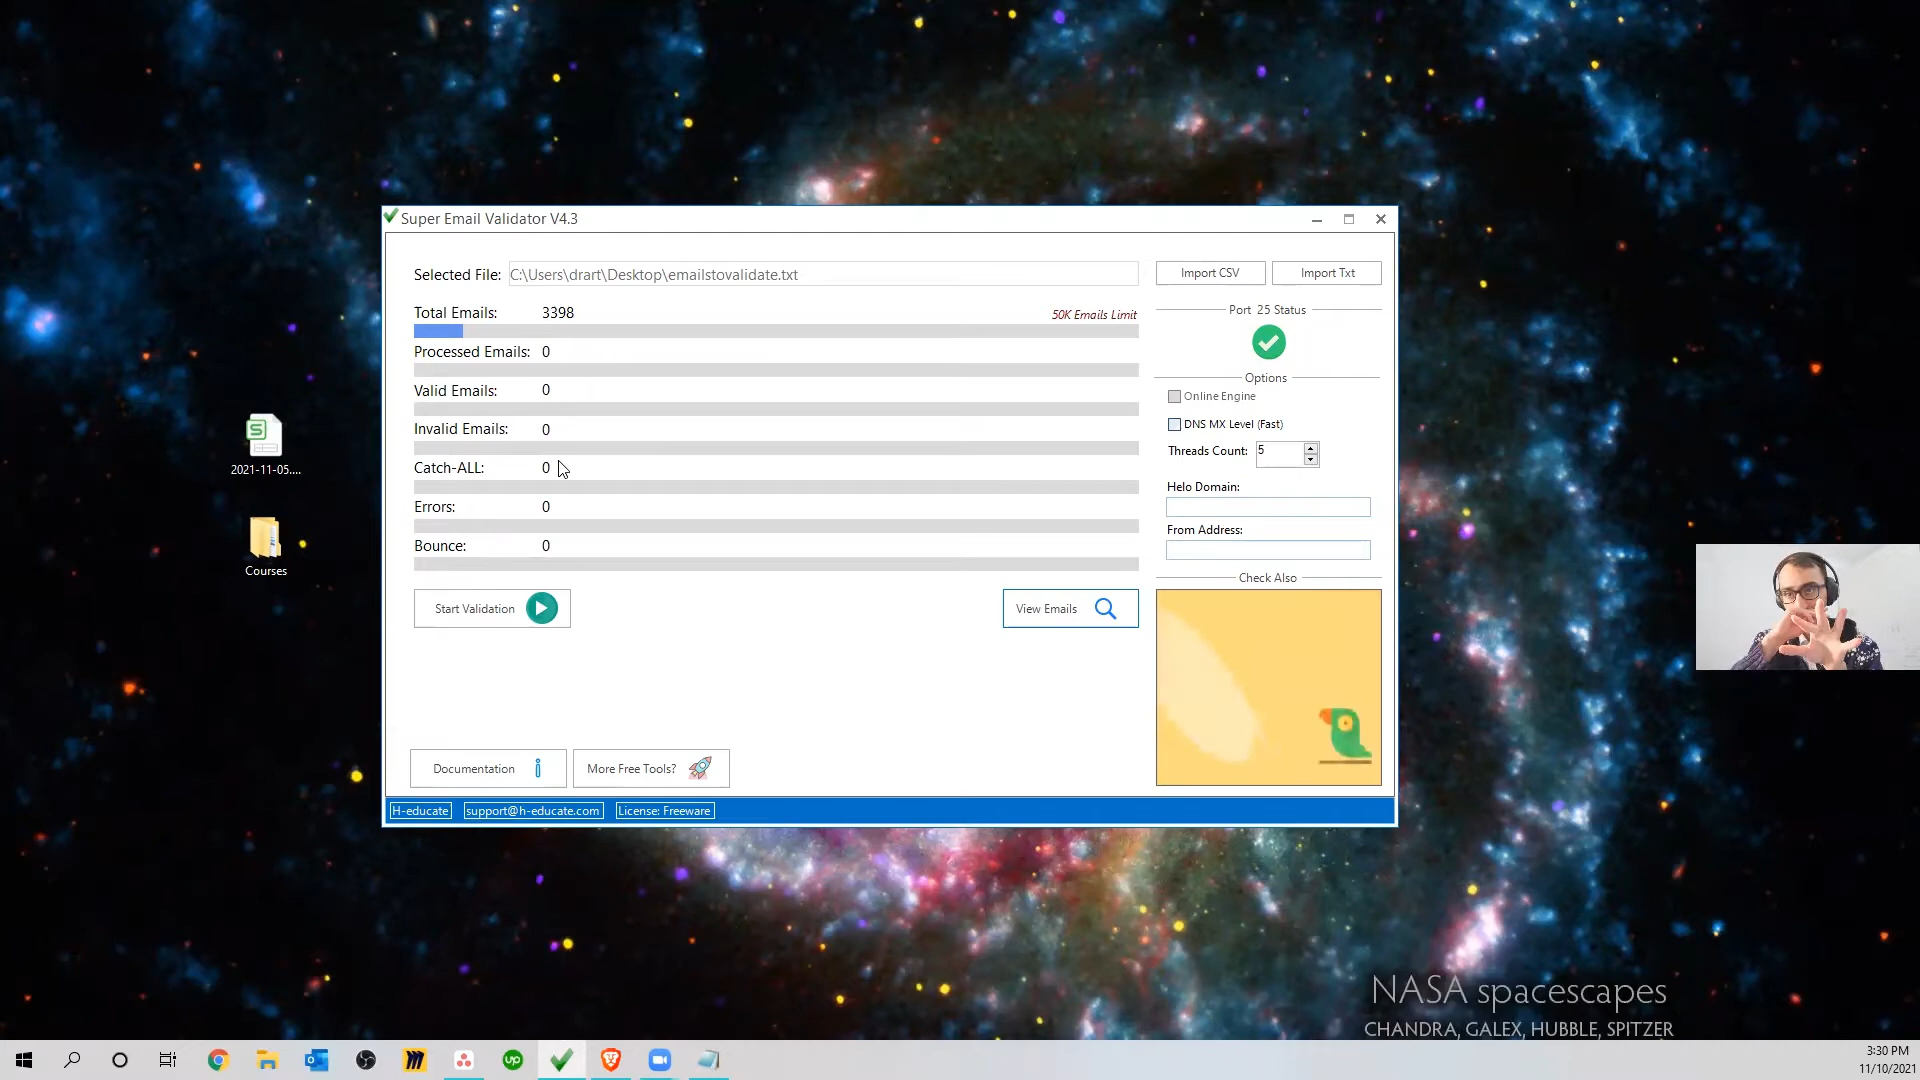 Super Email Validator V4.3
Selected File: C:\Users\drart\Desktop\emailstovalidate.txt
Import CSV
Import Txt
Total Emails: 3398
50K Emails Limit
Port 25 Status
Processed Emails: 0
Options
Valid Emails: 0
Online Engine
DNS MX Level (Fast)
Invalid Emails: 0
Threads Count: 5
Catch-ALL: 0
Helo Domain:
Errors: 0
From Address:
Bounce: 0
Check Also
Start Validation
View Emails
Documentation
More Free Tools?
H-educate
support@h-educate.com
License: Freeware
2021-11-05....
Courses
NASA spacescapes
CHANDRA, GALEX, HUBBLE, SPITZER
up
3:30 PM
11/10/2021